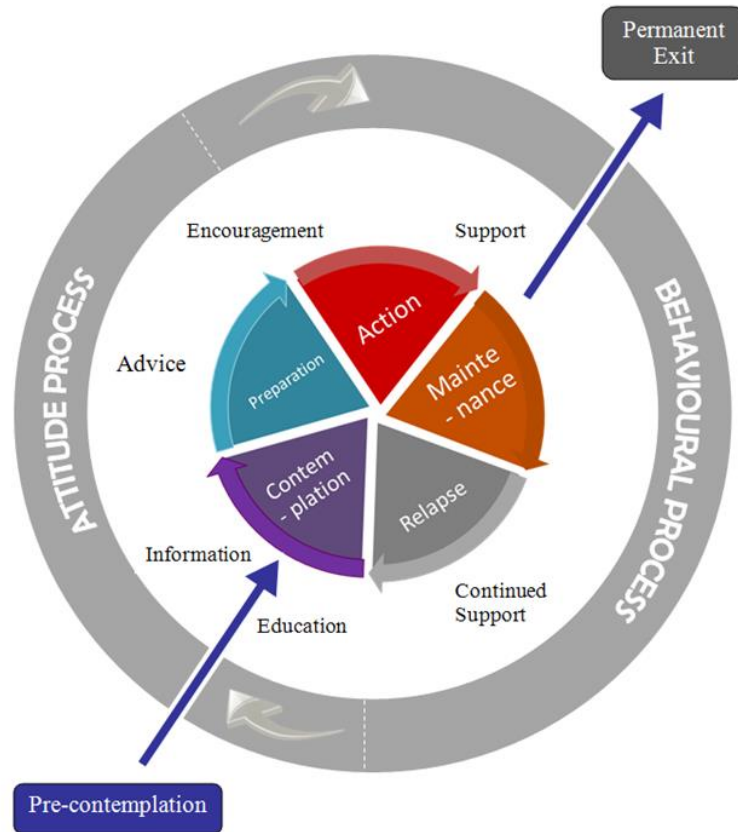 Permanent
Exit
Encouragement
Support
ATTITUDE PROCESS
BEHAVIOURAL PROCESS
Action
Preparation
Mainte
- nance
Advice
Contem
- plation
Relapse
Information
Education
Continued
Support
Pre-contemplation